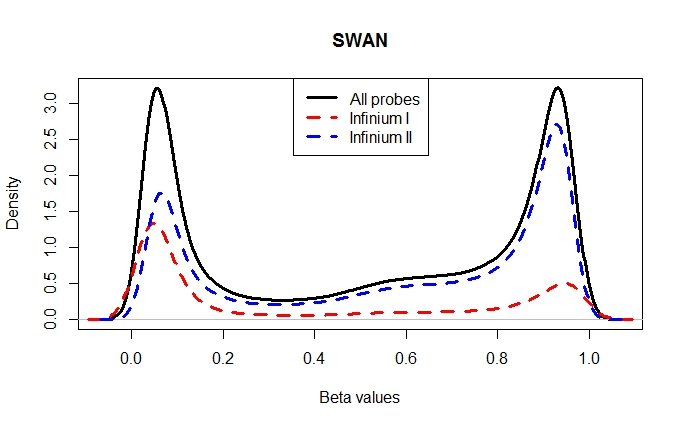 SWAN
All probes
Infinium I
Infinium II
Density
3.0
2.5
2.0
1.5
1.0
0.5
0.0
0.0 0.2 0.4 0.6 0.8 1.0
Beta values